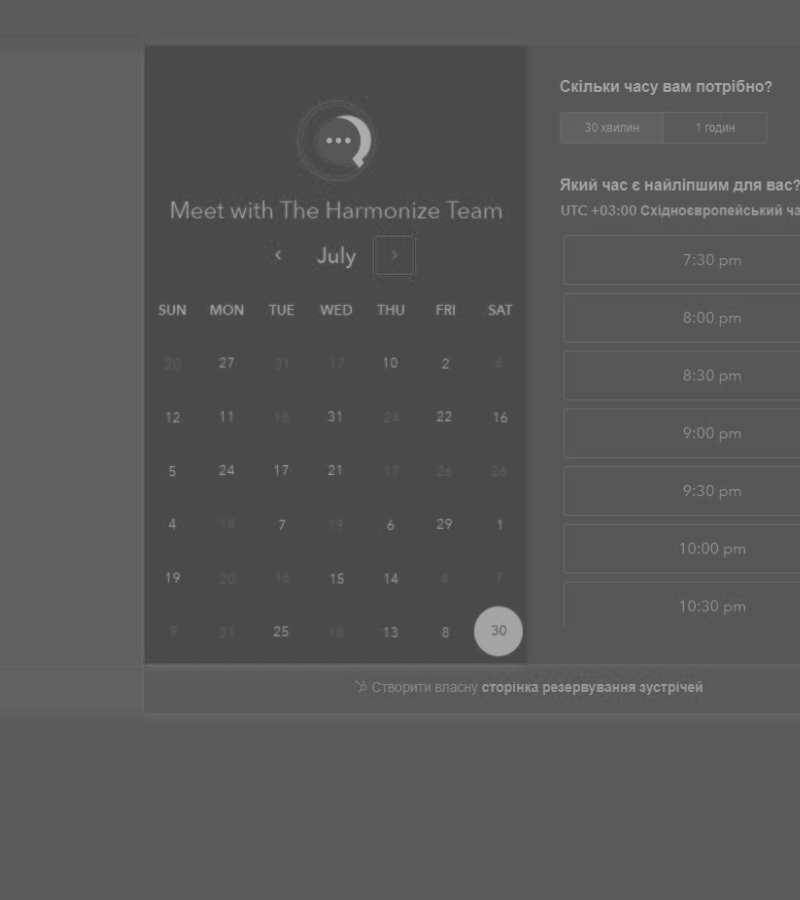 Meet with The Harmonize Team
July
SUN MON TUE WED THU FRI SAT
20 27 31 17 10 2 6
12 11 18 31 24 22 16
5 24 17 21 17 26 26
4 14 7 19 6 29 1
19 20 16 15 14 4 7
9 21 25 18 13 8 30
Скільки часу вам потрібно?
30 хвилин 1 годин
Який час є найліпшим для вас?
UTC +03:00 Східноєвропейський ча
7:30 pm
8:00 pm
8:30 pm
9:00 pm
9:30 pm
10:00 pm
10:30 pm
Створити власну сторінка резервування зустрічей